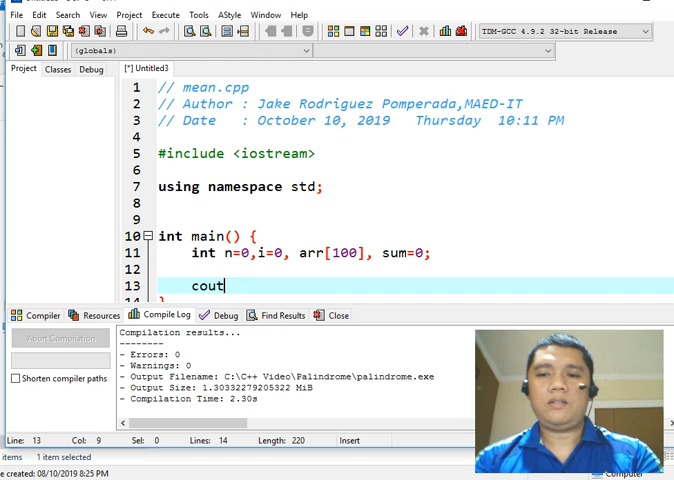 File Edit Search View Project Execute Tools AStyle Window Help
TDM-GCC 4.9.2 32-bit Release
(globals)
Project Classes Debug
[*] Untitled3
1 // mean.cpp
2 // Author : Jake Rodriguez Pomperada,MAED-IT
3 // Date : October 10, 2019 Thursday 10:11 PM
4
5 #include <iostream>
6
7 using namespace std;
8
9
10 int main() {
11 int n=0,i=0, arr[100], sum=0;
12
13 cout
14 }
Compiler Resources Compile Log Debug Find Results Close
Abort Compilation
Shorten compiler paths
Compilation results...
--------
- Errors: 0
- Warnings: 0
- Output Filename: C:\C++ Video\Palindrome\palindrome.exe
- Output Size: 1.30332279205322 MiB
- Compilation Time: 2.30s
Line: 13 Col: 9 Sel: 0 Lines: 14 Length: 220 Insert
items 1 item selected
e created: 08/10/2019 8:25 PM
Computer